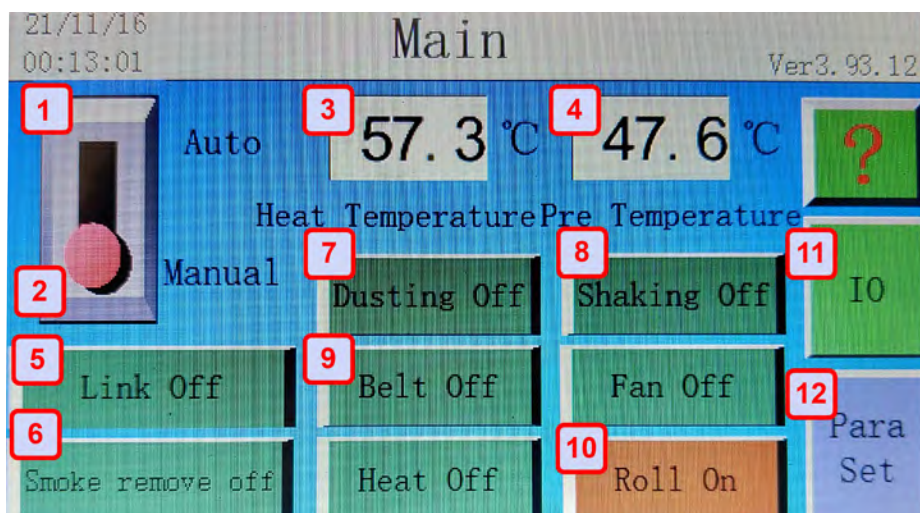 21/11/16
Main
00:13:01
Ver3.93.12
1
3
57.3 ℃
4
47.6 ℃
?
Auto
Heat Temperature
Pre Temperature
2
Manual
7
Dusting Off
8
Shaking Off
11
IO
5
Link Off
9
Belt Off
Fan Off
12
Para
Set
6
Smoke remove off
Heat Off
10
Roll On